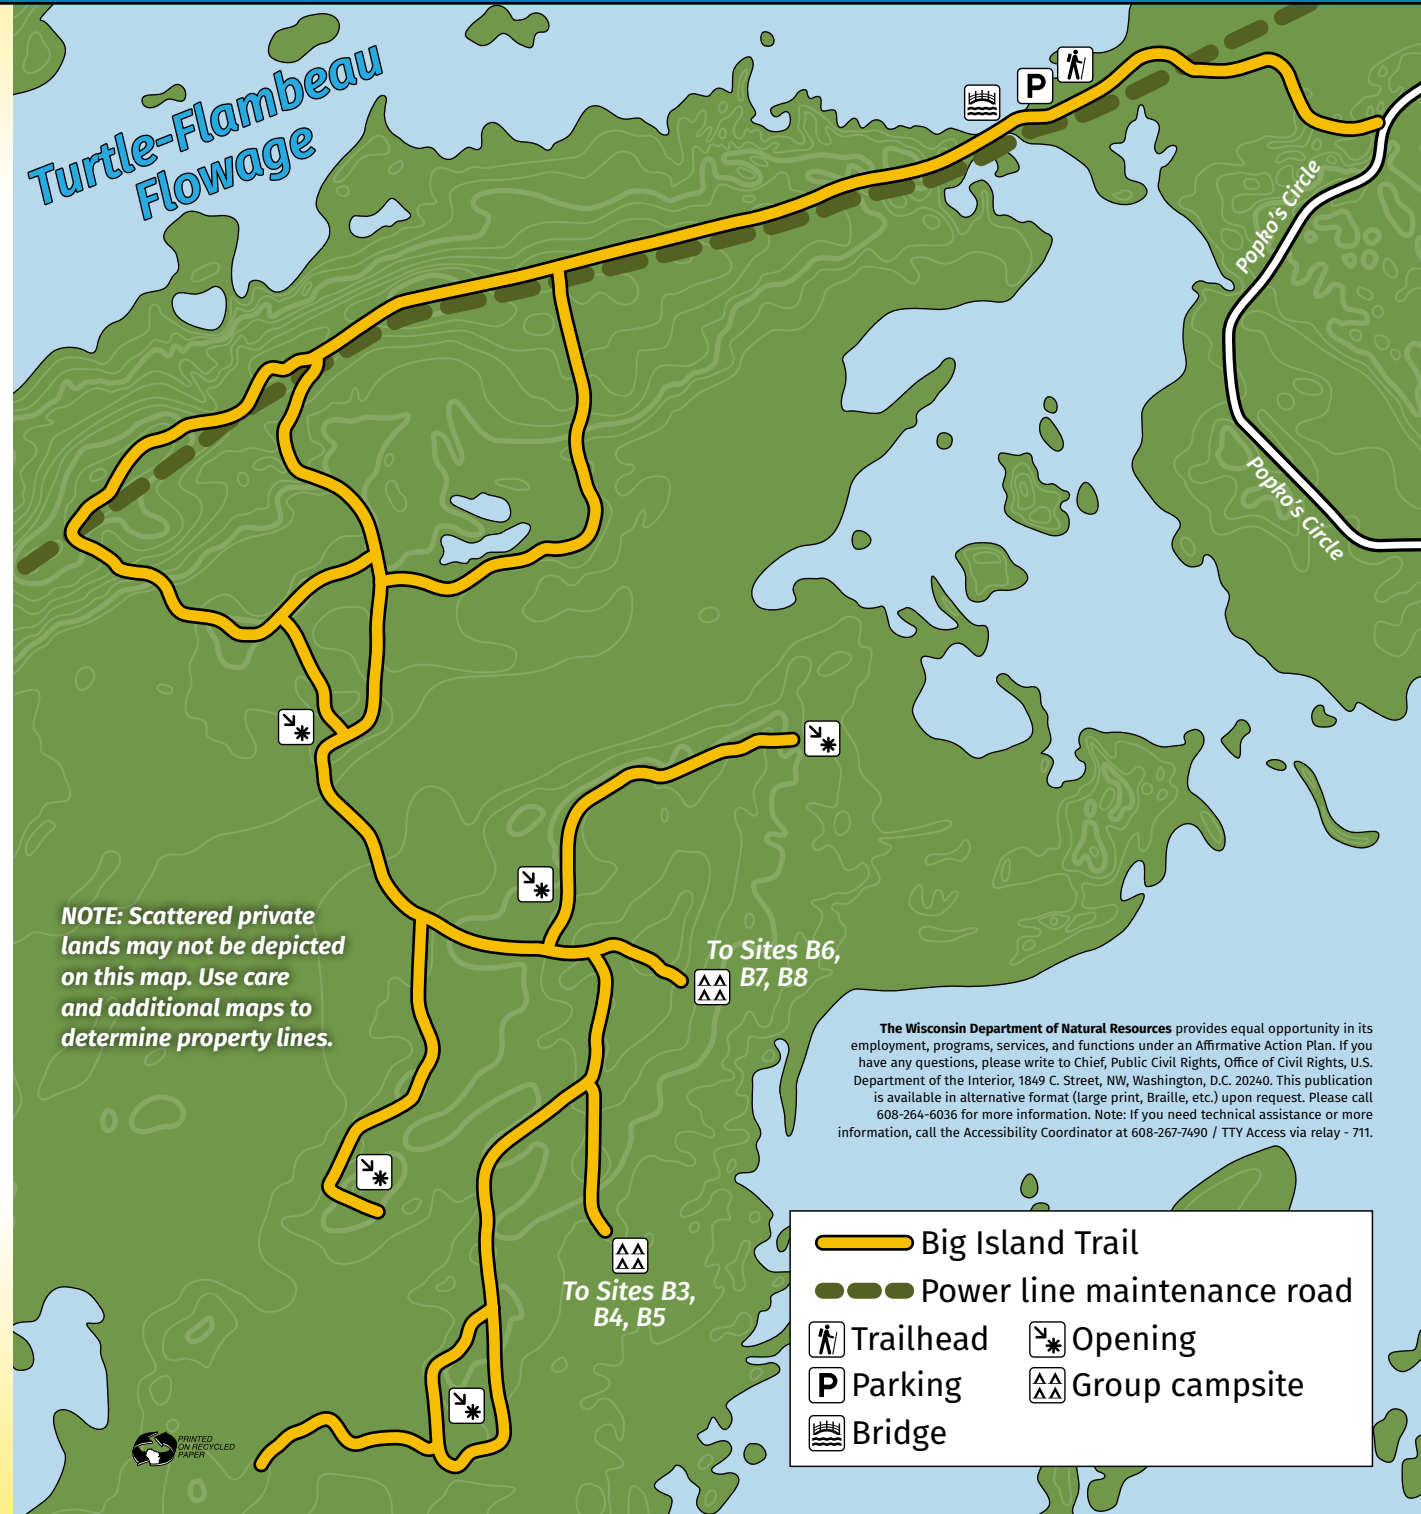 Turtle-Flambeau
Flowage
P
Popko's Circle
Popko's Circle
NOTE: Scattered private
lands may not be depicted
on this map. Use care
and additional maps to
determine property lines.
To Sites B6,
B7, B8
The Wisconsin Department of Natural Resources provides equal opportunity in its
employment, programs, services, and functions under an Affirmative Action Plan. If you
have any questions, please write to Chief, Public Civil Rights, Office of Civil Rights, U.S.
Department of the Interior, 1849 C. Street, NW, Washington, D.C. 20240. This publication
is available in alternative format (large print, Braille, etc.) upon request. Please call
608-264-6036 for more information. Note: If you need technical assistance or more
information, call the Accessibility Coordinator at 608-267-7490 / TTY Access via relay - 711.
To Sites B3,
B4, B5
Big Island Trail
Power line maintenance road
Trailhead
Opening
P Parking
Group campsite
Bridge
PRINTED
ON RECYCLED
PAPER